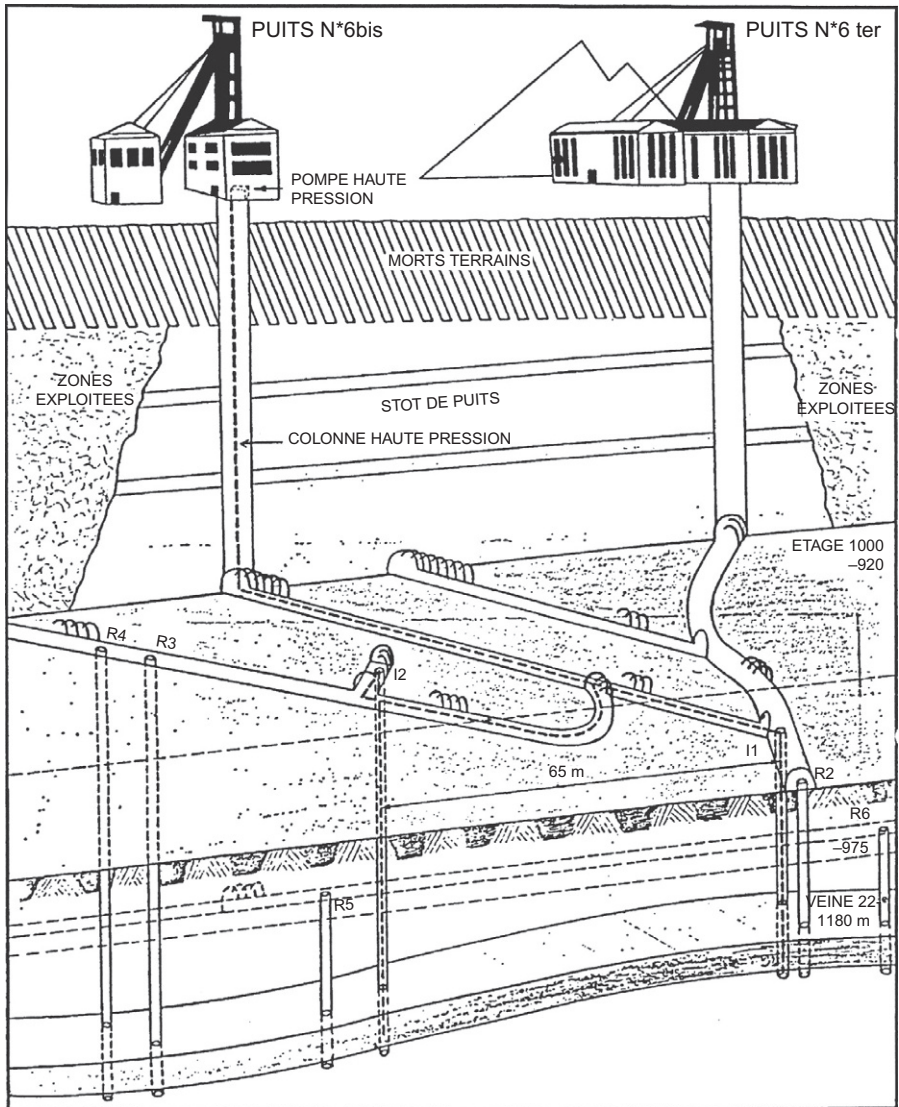 PUITS N*6bis
PUITS N*6 ter
POMPE HAUTE
PRESSION
MORTS TERRAINS
ZONES
EXPLOITEES
ZONES
EXPLOITEES
STOT DE PUITS
COLONNE HAUTE PRESSION
ETAGE 1000
–920
R4
R3
I2
I1
65 m
R2
R6
–975
R5
VEINE 22
1180 m